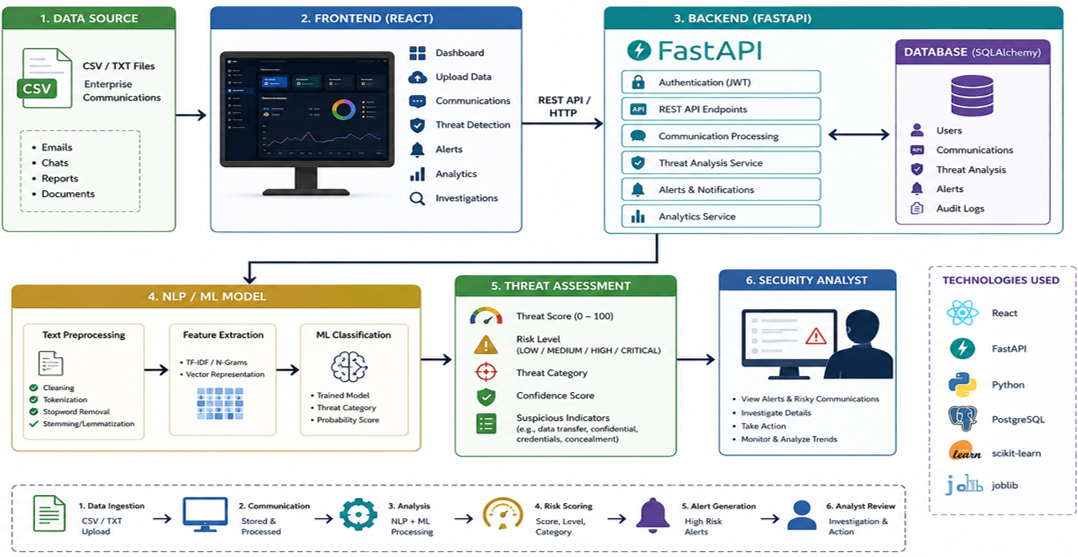 1. DATA SOURCE
CSV
CSV / TXT Files
Enterprise
Communications
• Emails
• Chats
• Reports
• Documents
2. FRONTEND (REACT)
Dashboard
Upload Data
Communications
Threat Detection
Alerts
Analytics
Investigations
REST API /
HTTP
3. BACKEND (FASTAPI)
FastAPI
Authentication (JWT)
API REST API Endpoints
Communication Processing
Threat Analysis Service
Alerts & Notifications
Analytics Service
DATABASE (SQLAlchemy)
Users
API Communications
Threat Analysis
Alerts
Audit Logs
4. NLP / ML MODEL
Text Preprocessing
Cleaning
Tokenization
Stopword Removal
Stemming/Lemmatization
Feature Extraction
• TF-IDF / N-Grams
• Vector Representation
ML Classification
• Trained Model
• Threat Category
• Probability Score
5. THREAT ASSESSMENT
Threat Score (0 – 100)
Risk Level
(LOW / MEDIUM / HIGH / CRITICAL)
Threat Category
Confidence Score
Suspicious Indicators
(e.g., data transfer, confidential,
credentials, concealment)
6. SECURITY ANALYST
• View Alerts & Risky Communications
• Investigate Details
• Take Action
• Monitor & Analyze Trends
TECHNOLOGIES USED
React
FastAPI
Python
PostgreSQL
learn scikit-learn
joblib joblib
1. Data Ingestion
CSV / TXT
Upload
2. Communication
Stored &
Processed
3. Analysis
NLP + ML
Processing
4. Risk Scoring
Score, Level,
Category
5. Alert Generation
High Risk
Alerts
6. Analyst Review
Investigation &
Action